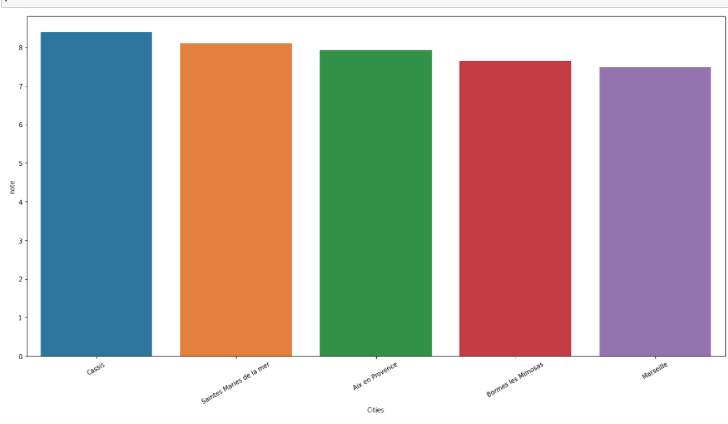 8
7
6
5
4
3
2
1
0
note
Cassis
Saintes Maries de la mer
Aix en Provence
Bormes les Mimosas
Marseille
Cities